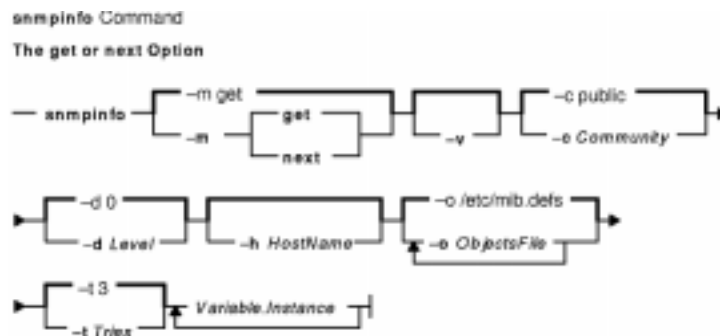 snmpinfo Command
The get or next Option
–m get –c public
snmpinfo –m get –v –c Community
next
–d 0 –o /etc/mib.defs
–d Level –h HostName –o ObjectsFile
–t 3 Variable.Instance
–t Tries